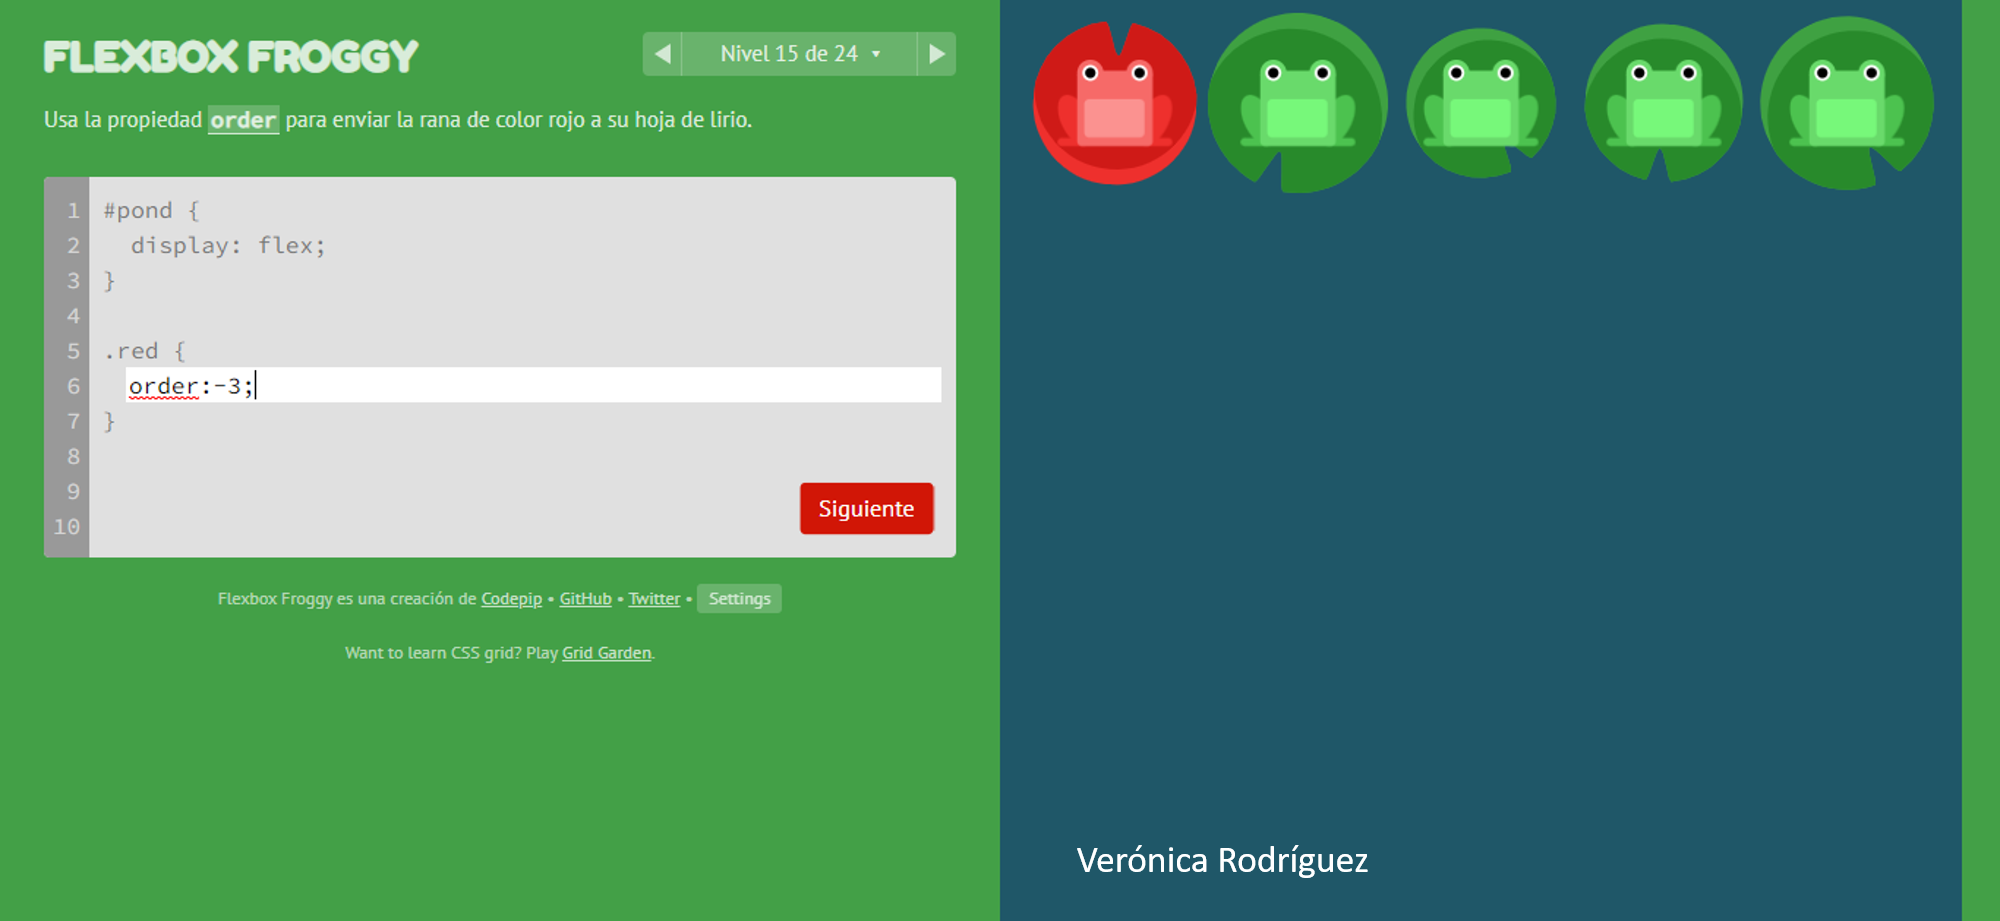 FLEXBOX FROGGY
Nivel 15 de 24
Usa la propiedad order para enviar la rana de color rojo a su hoja de lirio.
1 #pond {
2 display: flex;
3 }
4
5 .red {
6 order:-3;
7 }
8
9
10
Siguiente
Flexbox Froggy es una creación de Codepip • GitHub • Twitter • Settings
Want to learn CSS grid? Play Grid Garden.
Verónica Rodríguez